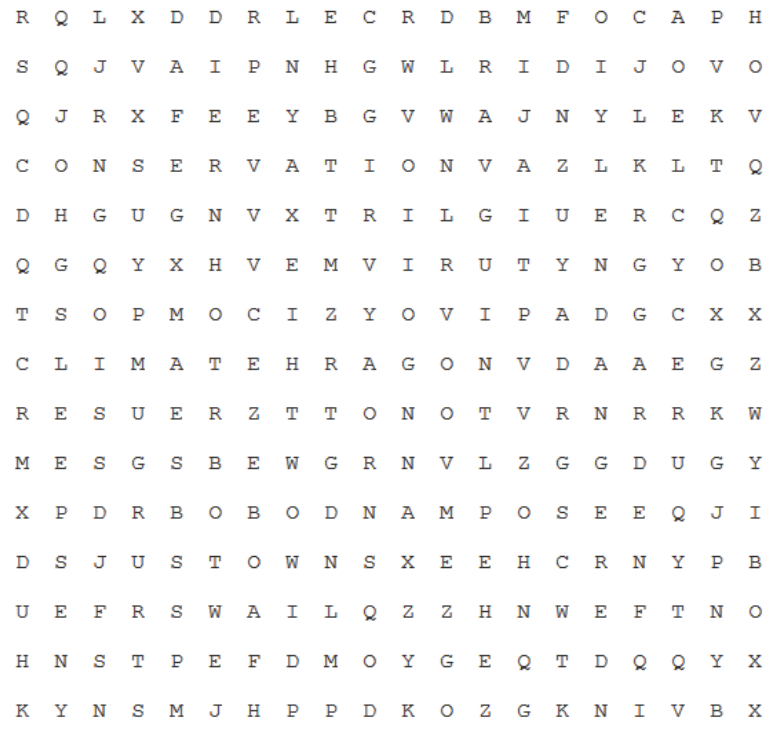 R Q L X D D R L E C R D B M F O C A P H
S Q J V A I P N H G W L R I D I J O V O
Q J R X F E E Y B G V W A J N Y L E K V
C O N S E R V A T I O N V A Z L K L T Q
D H G U G N V X T R I L G I U E R C Q Z
Q G Q Y X H V E M V I R U T Y N G Y O B
T S O P M O C I Z Y O V I P A D G C X X
C L I M A T E H R A G O N V D A A E G Z
R E S U E R Z T T O N O T V R N R R K W
M E S G S B E W G R N V L Z G G D U G Y
X P D R B O B O D N A M P O S E E Q J I
D S J U S T O W N S X E E H C R N Y P B
U E F R S W A I L Q Z Z H N W E F T N O
H N S T P E F D M O Y G E Q T D Q Q Y X
K Y N S M J H P P D K O Z G K N I V B X